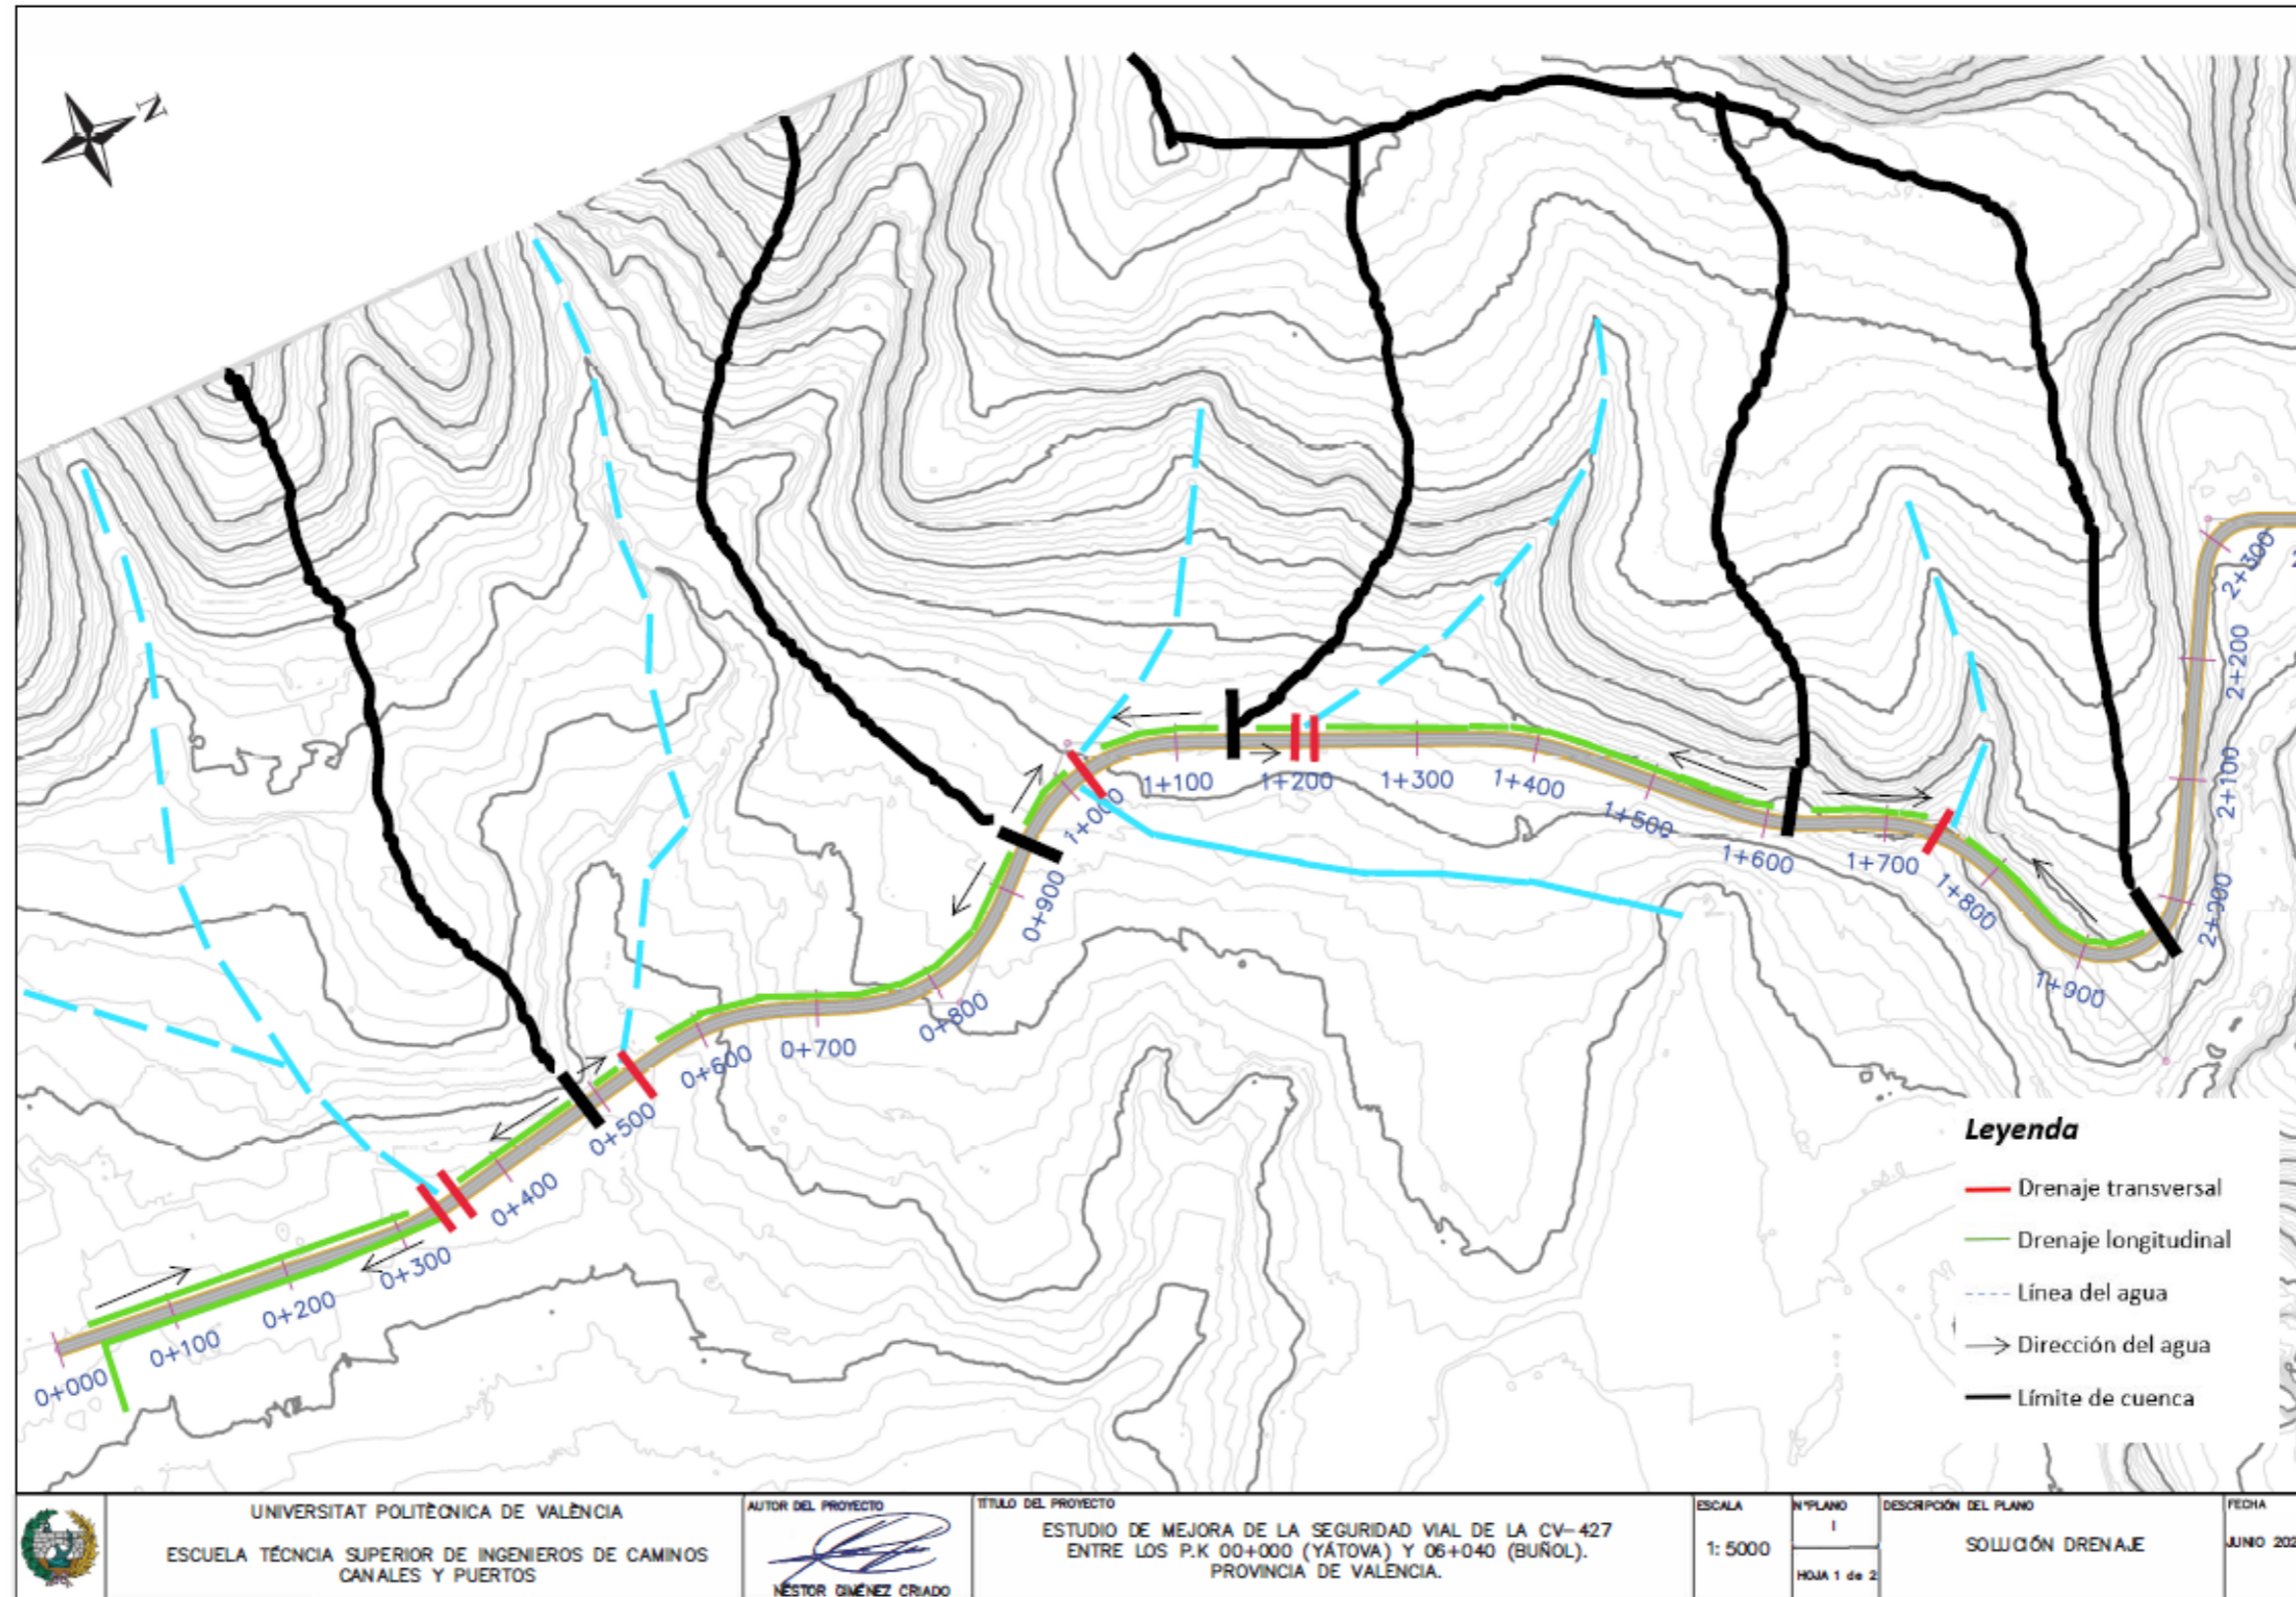 N
0+000
0+100
0+200
0+300
0+400
0+500
0+600
0+700
0+800
0+900
1+000
1+100
1+200
1+300
1+400
1+500
1+600
1+700
1+800
1+900
2+000
2+100
2+200
2+300
Leyenda
Drenaje transversal
Drenaje longitudinal
Línea del agua
Dirección del agua
Límite de cuenca
UNIVERSITAT POLITÈCNICA DE VALÈNCIA
ESCUELA TÉCNCIA SUPERIOR DE INGENIEROS DE CAMINOS
CANALES Y PUERTOS
AUTOR DEL PROYECTO
NÉSTOR GIMÉNEZ CRIADO
TÍTULO DEL PROYECTO
ESTUDIO DE MEJORA DE LA SEGURIDAD VIAL DE LA CV-427
ENTRE LOS P.K 00+000 (YÁTOVA) Y 06+040 (BUÑOL).
PROVINCIA DE VALENCIA.
ESCALA
1: 5000
NºPLANO
1
HOJA 1 de 2
DESCRIPCIÓN DEL PLANO
SOLUCIÓN DRENAJE
FECHA
JUNIO 202